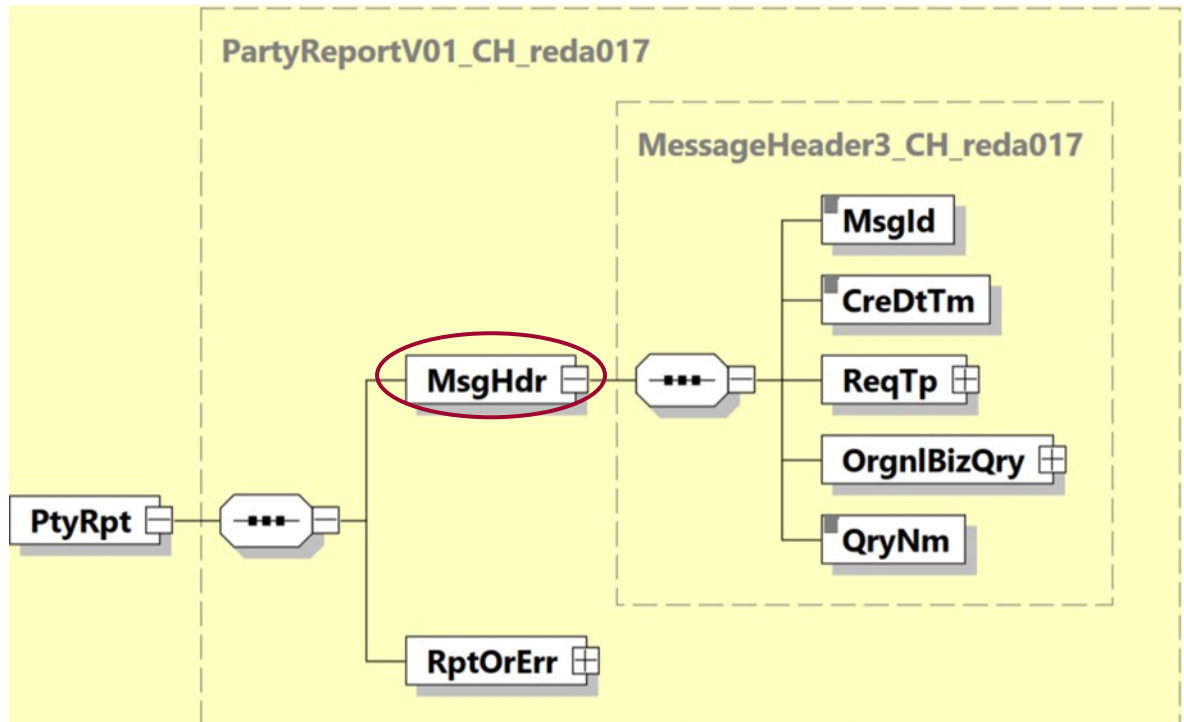 PartyReportV01_CH_reda017
MessageHeader3_CH_reda017
MsgId
CreDtTm
MsgHdr
ReqTp
OrgnlBizQry
PtyRpt
QryNm
RptOrErr